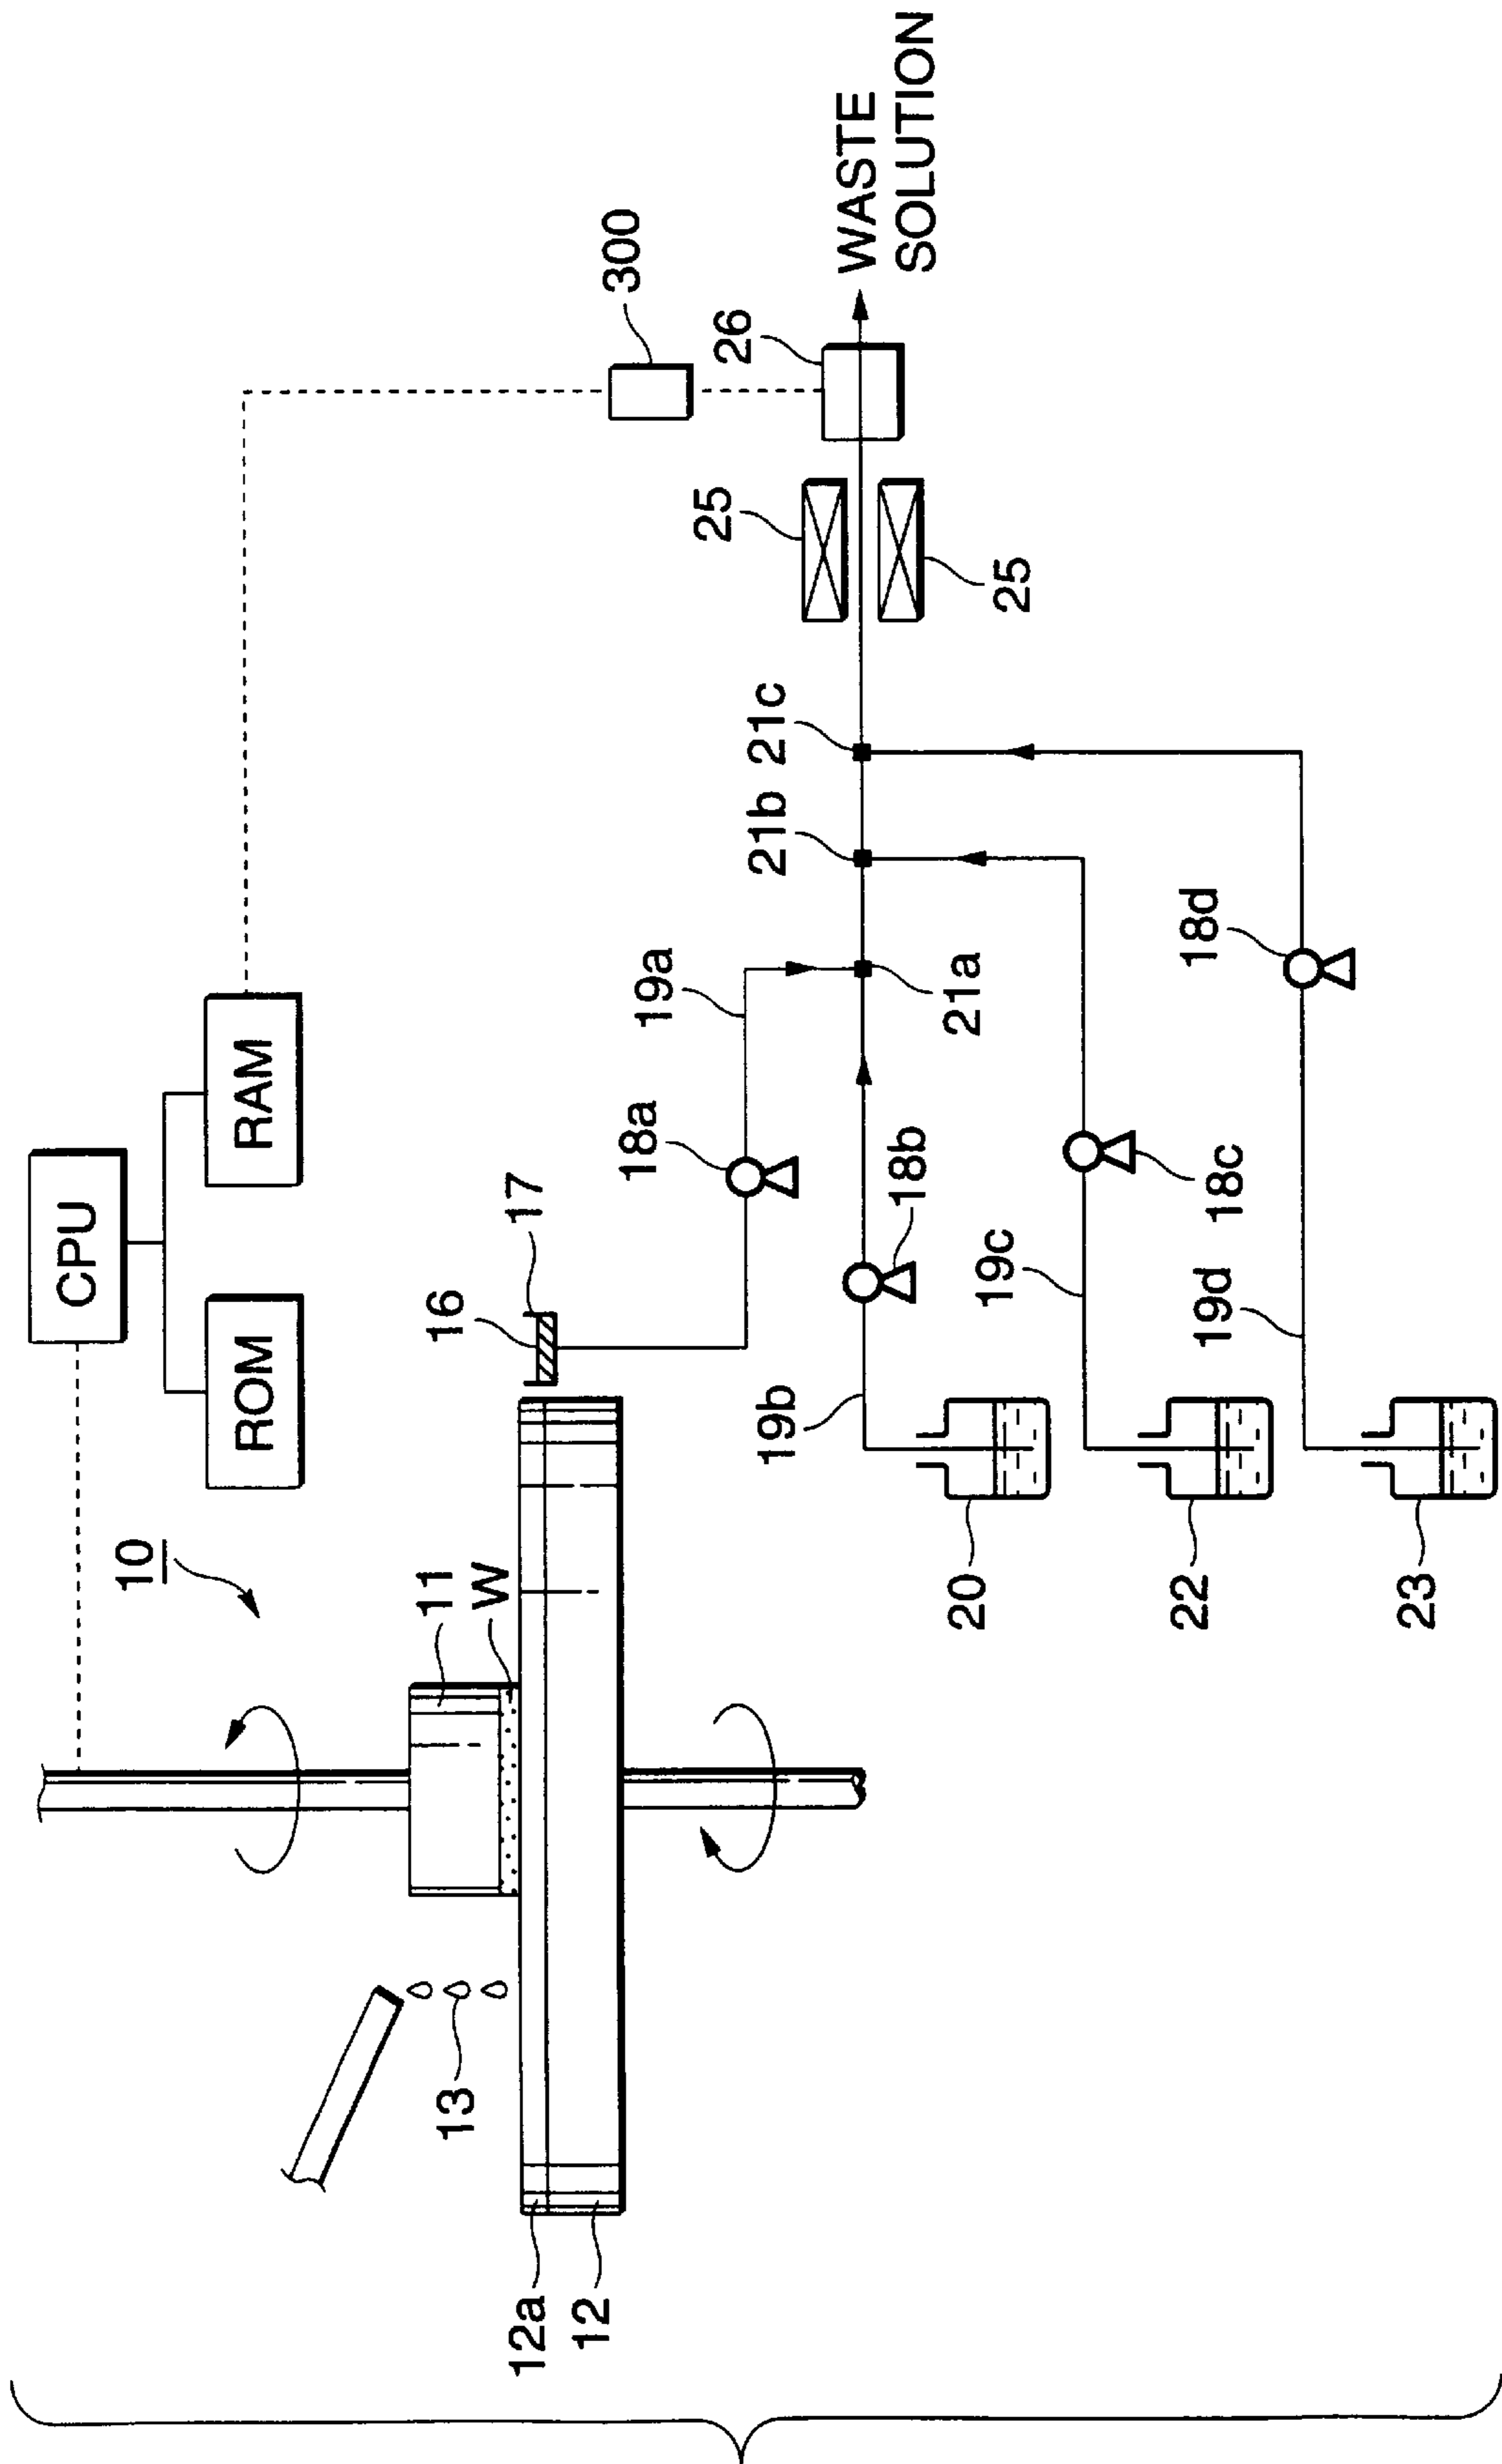 CPU
ROM
RAM
10
11
W
13
12a
12
16
17
18a
19a
300
26
25
25
WASTE
SOLUTION
21b
21c
21a
19b
18b
20
19c
18c
22
19d
18d
23